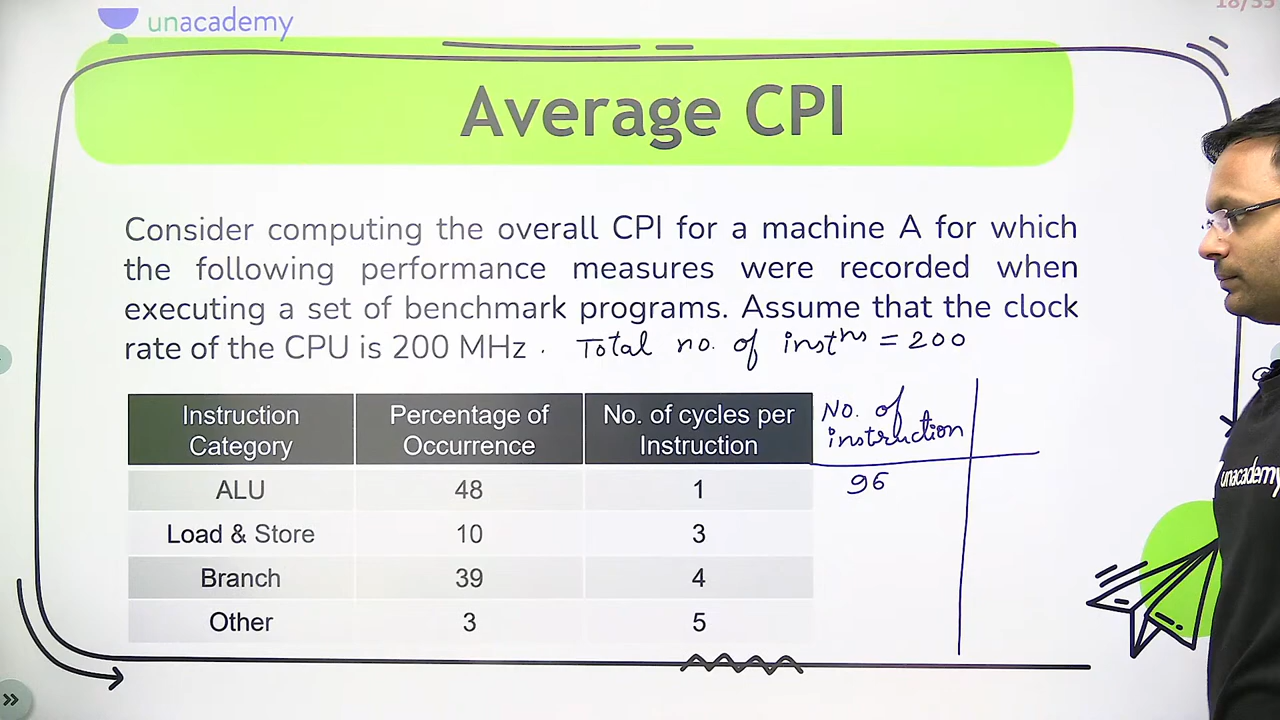 18/35
unacademy
Average CPI
Consider computing the overall CPI for a machine A for which
the following performance measures were recorded when
executing a set of benchmark programs. Assume that the clock
rate of the CPU is 200 MHz . Total no. of instns = 200
Instruction Category Percentage of Occurrence No. of cycles per Instruction No. of instruction
ALU 48 1 96
Load & Store 10 3
Branch 39 4
Other 3 5
unacademy